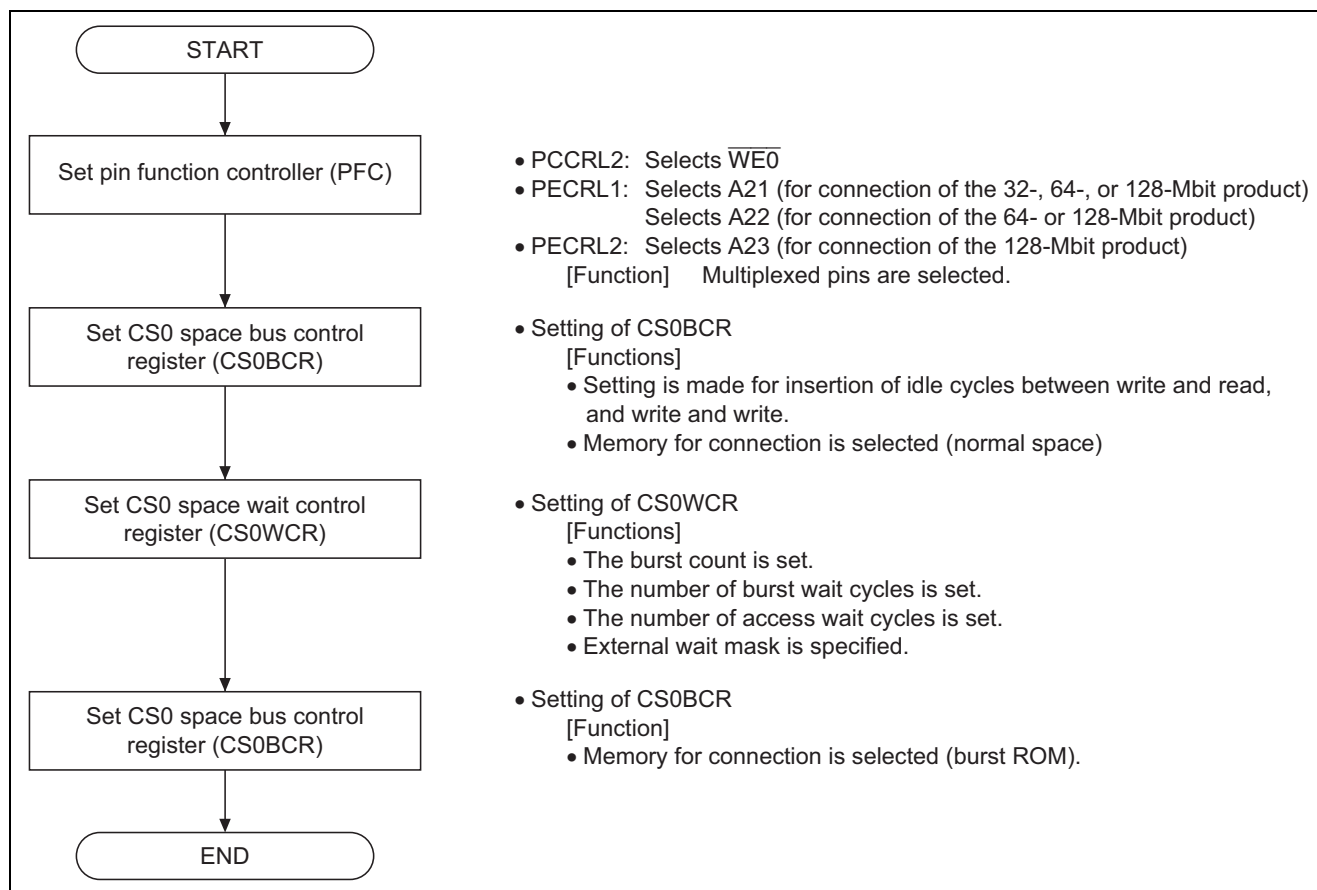 START
Set pin function controller (PFC)
• PCCRL2: Selects W̅E̅0̅
• PECRL1: Selects A21 (for connection of the 32-, 64-, or 128-Mbit product)
Selects A22 (for connection of the 64- or 128-Mbit product)
• PECRL2: Selects A23 (for connection of the 128-Mbit product)
[Function] Multiplexed pins are selected.
Set CS0 space bus control
register (CS0BCR)
• Setting of CS0BCR
[Functions]
• Setting is made for insertion of idle cycles between write and read,
and write and write.
• Memory for connection is selected (normal space)
Set CS0 space wait control
register (CS0WCR)
• Setting of CS0WCR
[Functions]
• The burst count is set.
• The number of burst wait cycles is set.
• The number of access wait cycles is set.
• External wait mask is specified.
Set CS0 space bus control
register (CS0BCR)
• Setting of CS0BCR
[Function]
• Memory for connection is selected (burst ROM).
END